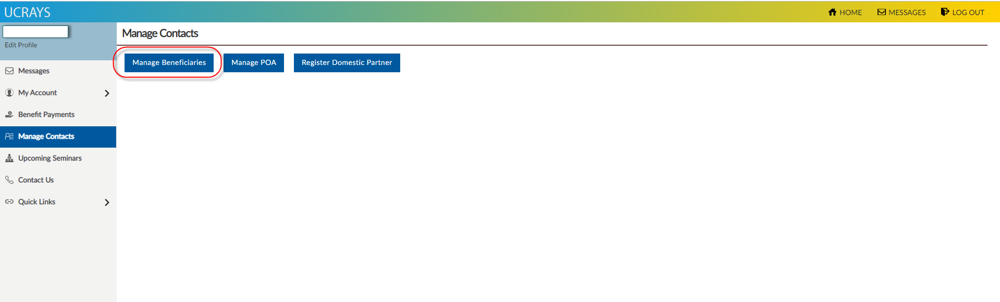 UCRAYS
HOME MESSAGES LOG OUT
Edit Profile
Messages
My Account
Benefit Payments
Manage Contacts
Upcoming Seminars
Contact Us
Quick Links
Manage Contacts
Manage Beneficiaries Manage POA Register Domestic Partner